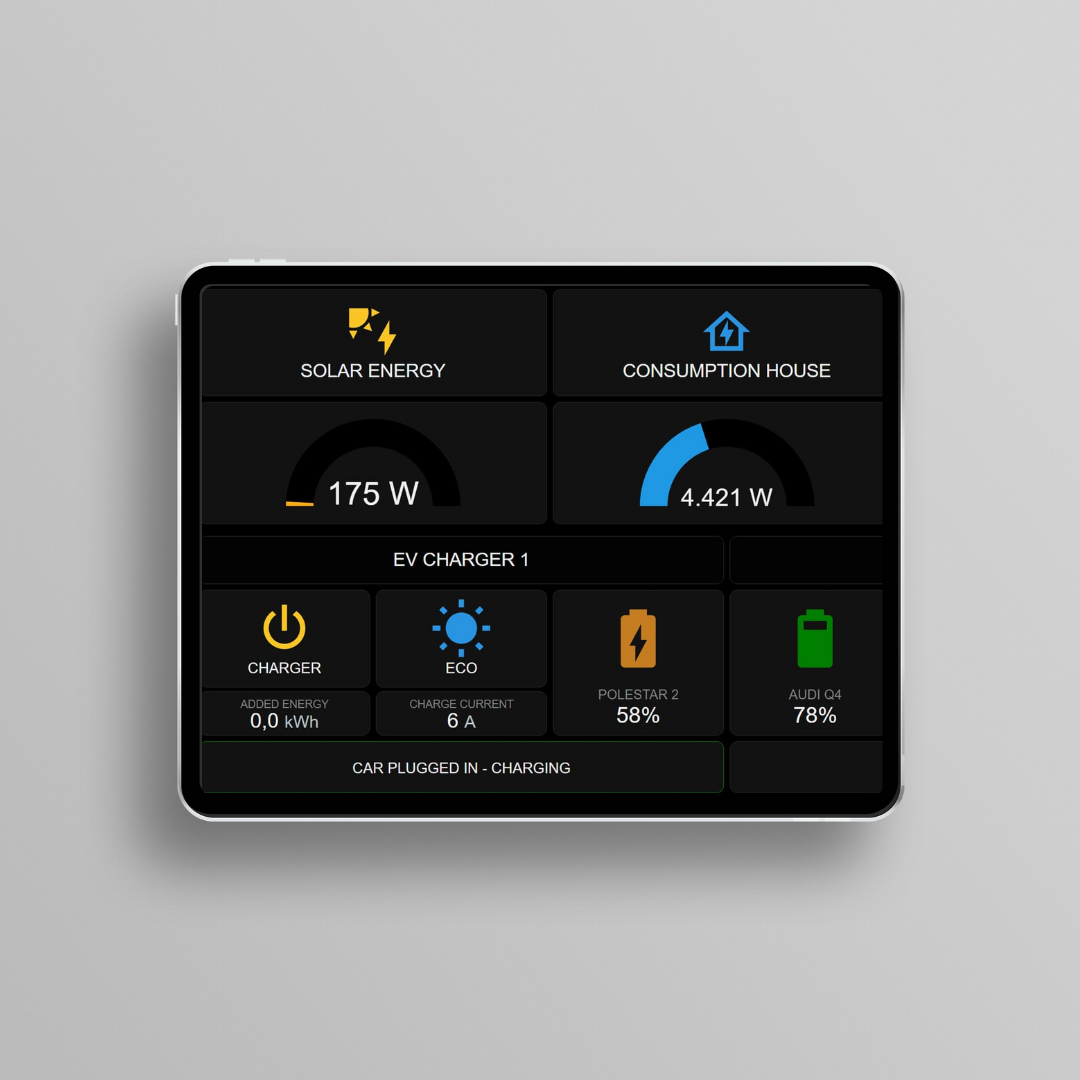 SOLAR ENERGY
CONSUMPTION HOUSE
175 W
4.421 W
EV CHARGER 1
CHARGER
ECO
ADDED ENERGY
0,0 kWh
CHARGE CURRENT
6 A
POLESTAR 2
58%
AUDI Q4
78%
CAR PLUGGED IN - CHARGING